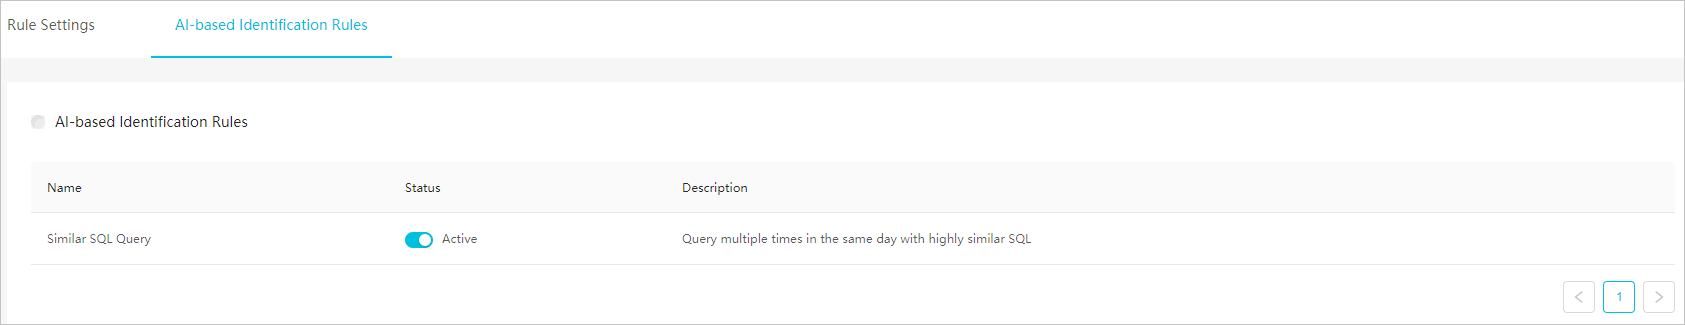 Rule Settings AI-based Identification Rules
AI-based Identification Rules
Name Status Description
Similar SQL Query Active Query multiple times in the same day with highly similar SQL
1